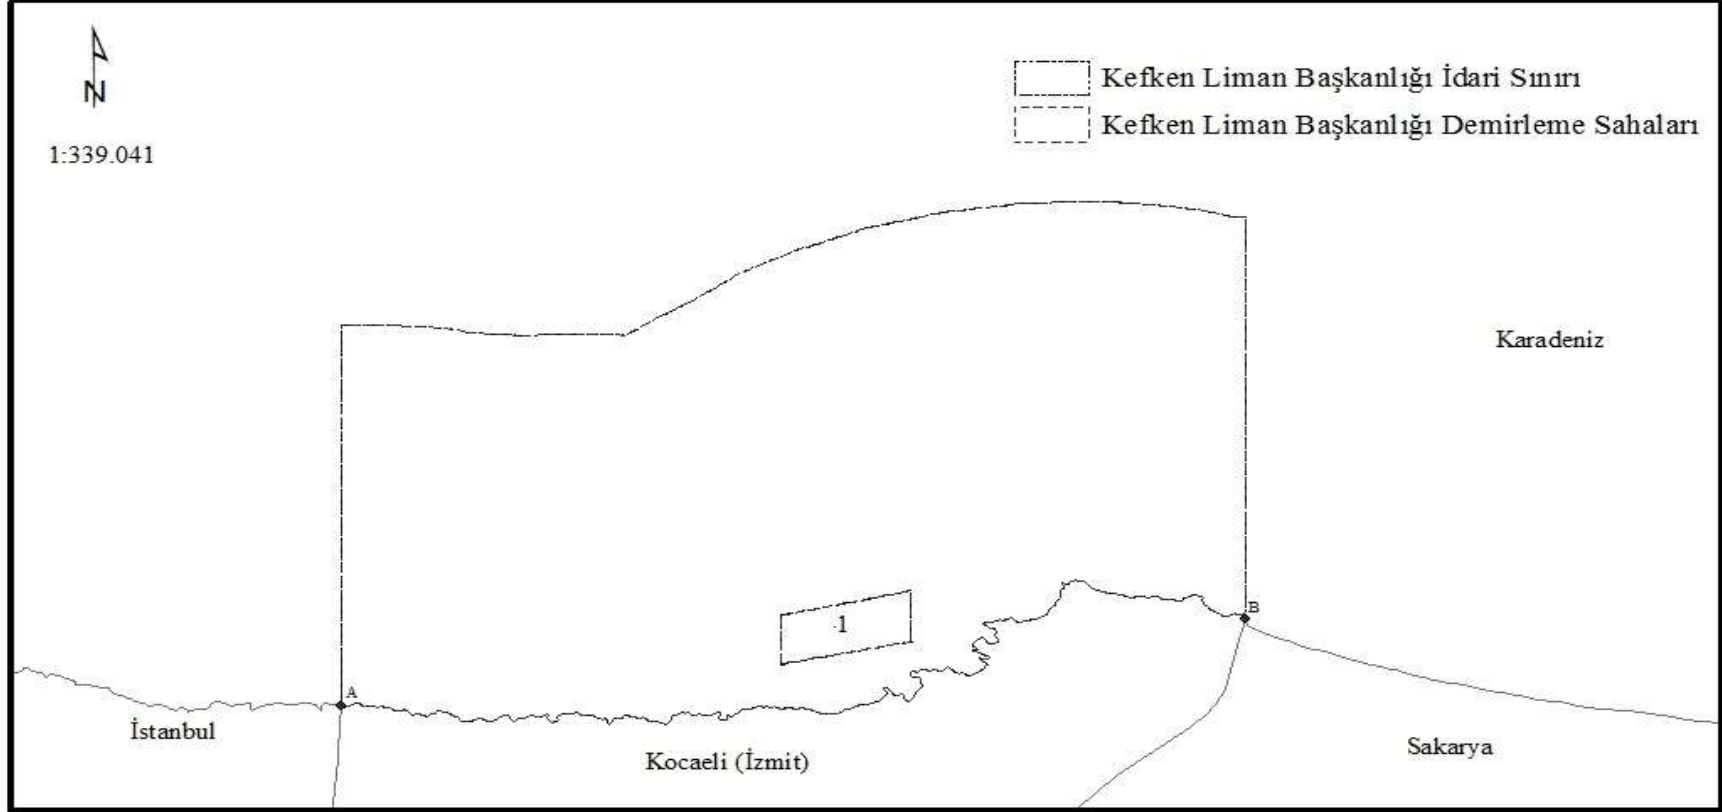 N
1:339.041
Kefken Liman Başkanlığı İdari Sınırı
Kefken Liman Başkanlığı Demirleme Sahaları
Karadeniz
1
B
A
İstanbul
Kocaeli (İzmit)
Sakarya